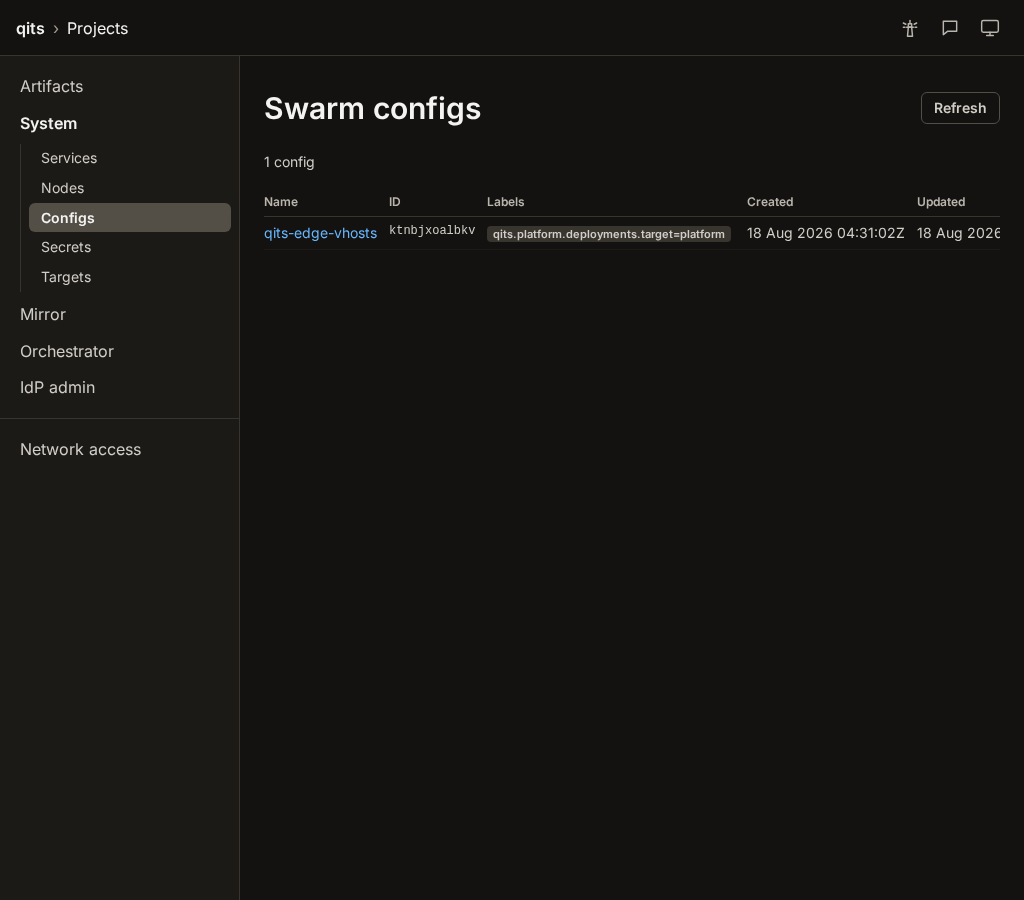 qits › Projects
Artifacts
System
Services
Nodes
Configs
Secrets
Targets
Mirror
Orchestrator
IdP admin
Network access
Swarm configs
Refresh
1 config
Name ID Labels Created Updated
qits-edge-vhosts ktnbjxoalbkv qits.platform.deployments.target=platform 18 Aug 2026 04:31:02Z 18 Aug 2026